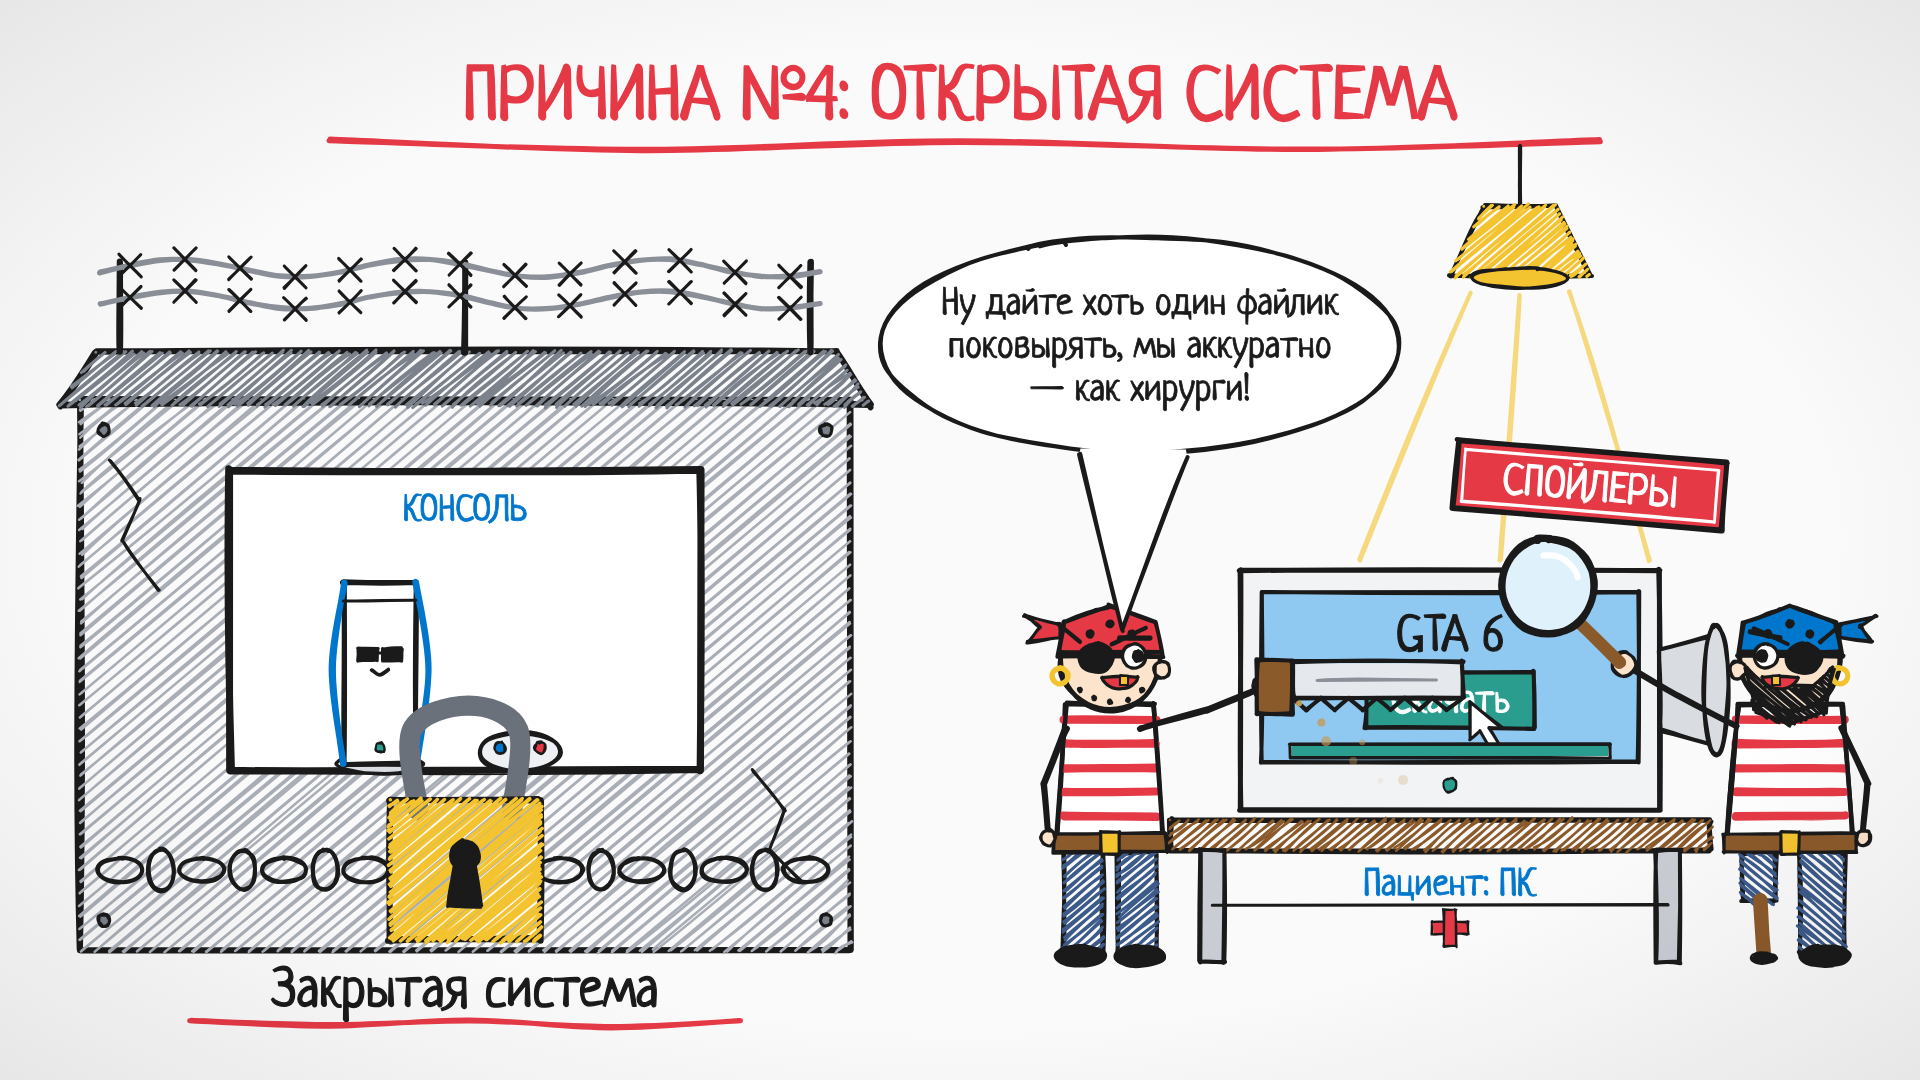 ПРИЧИНА №4: ОТКРЫТАЯ СИСТЕМА
Ну дайте хоть один файлик
поковырять, мы аккуратно
— как хирурги!
СПОЙЛЕРЫ
КОНСОЛЬ
GTA 6
Скачать
Пациент: ПК
Закрытая система